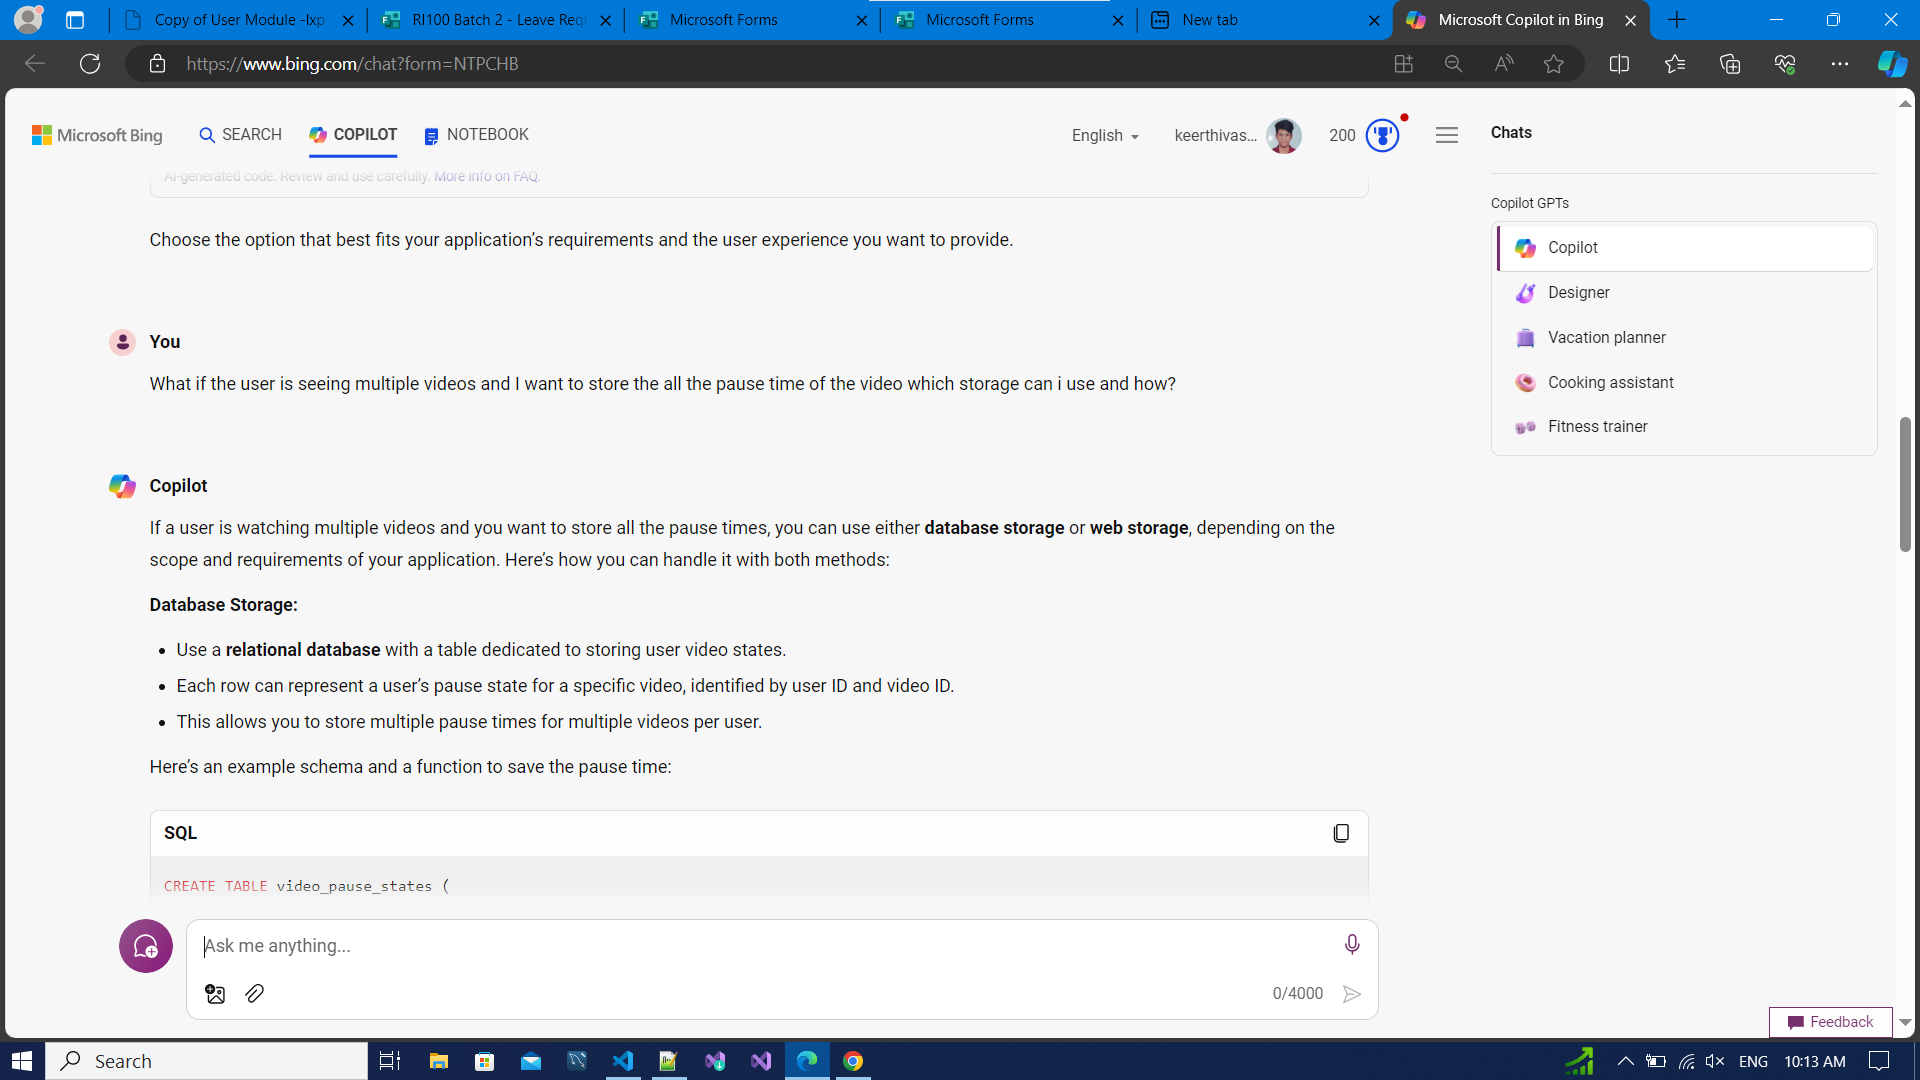 Copy of User Module -lxp
RI100 Batch 2 - Leave Requ
Microsoft Forms
Microsoft Forms
New tab
Microsoft Copilot in Bing
https://www.bing.com/chat?form=NTPCHB
Microsoft Bing
SEARCH
COPILOT
NOTEBOOK
English
keerthivas...
200
Chats
AI-generated code. Review and use carefully. More info on FAQ.
Choose the option that best fits your application’s requirements and the user experience you want to provide.
You
What if the user is seeing multiple videos and I want to store the all the pause time of the video which storage can i use and how?
Copilot
If a user is watching multiple videos and you want to store all the pause times, you can use either database storage or web storage, depending on the
scope and requirements of your application. Here’s how you can handle it with both methods:
Database Storage:
• Use a relational database with a table dedicated to storing user video states.
• Each row can represent a user’s pause state for a specific video, identified by user ID and video ID.
• This allows you to store multiple pause times for multiple videos per user.
Here’s an example schema and a function to save the pause time:
SQL
CREATE TABLE video_pause_states (
Ask me anything...
0/4000
Copilot GPTs
Copilot
Designer
Vacation planner
Cooking assistant
Fitness trainer
Feedback
Search
ENG
10:13 AM